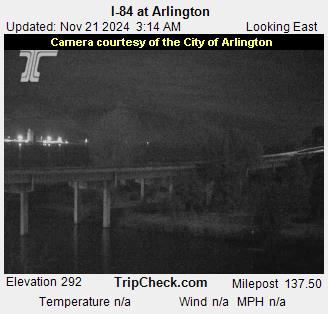 I-84 at Arlington
Updated: Nov 21 2024 3:14 AM Looking East
Camera courtesy of the City of Arlington
Elevation 292 TripCheck.com Milepost 137.50
Temperature n/a Wind n/a MPH n/a